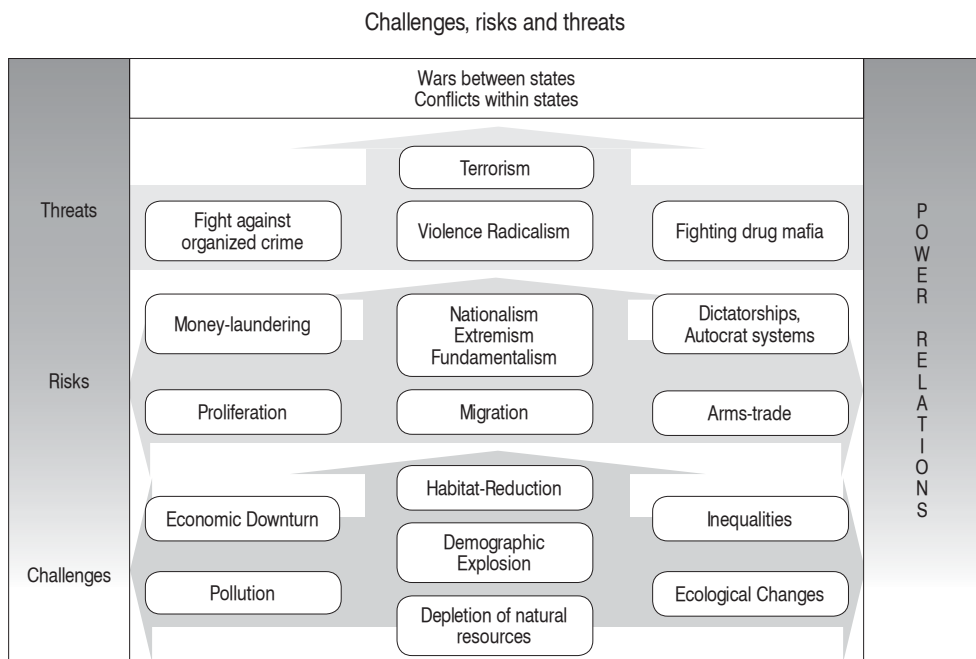 Challenges, risks and threats
Wars between states
Conflicts within states
Threats
Terrorism
Fight against
organized crime
Violence Radicalism
Fighting drug mafia
Risks
Money-laundering
Nationalism
Extremism
Fundamentalism
Dictatorships,
Autocrat systems
Proliferation
Migration
Arms-trade
Challenges
Habitat-Reduction
Economic Downturn
Inequalities
Demographic
Explosion
Pollution
Ecological Changes
Depletion of natural
resources
POWER RELATIONS